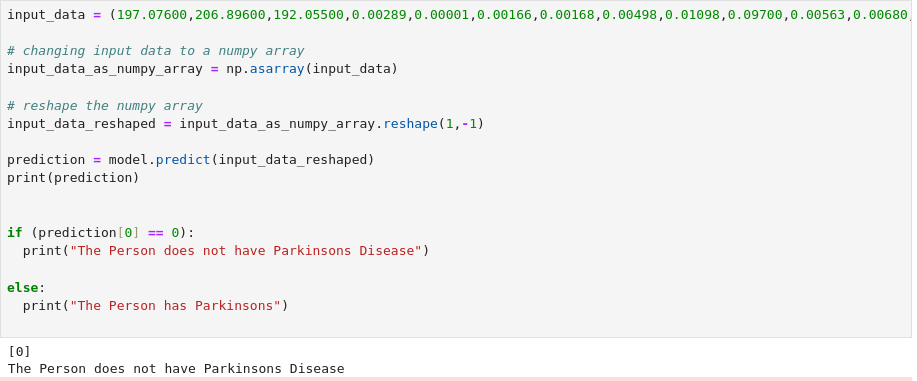 input_data = (197.07600,206.89600,192.05500,0.00289,0.00001,0.00166,0.00168,0.00498,0.01098,0.09700,0.00563,0.00680,
# changing input data to a numpy array
input_data_as_numpy_array = np.asarray(input_data)
# reshape the numpy array
input_data_reshaped = input_data_as_numpy_array.reshape(1,-1)
prediction = model.predict(input_data_reshaped)
print(prediction)
if (prediction[0] == 0):
  print("The Person does not have Parkinsons Disease")
else:
  print("The Person has Parkinsons")
[0]
The Person does not have Parkinsons Disease